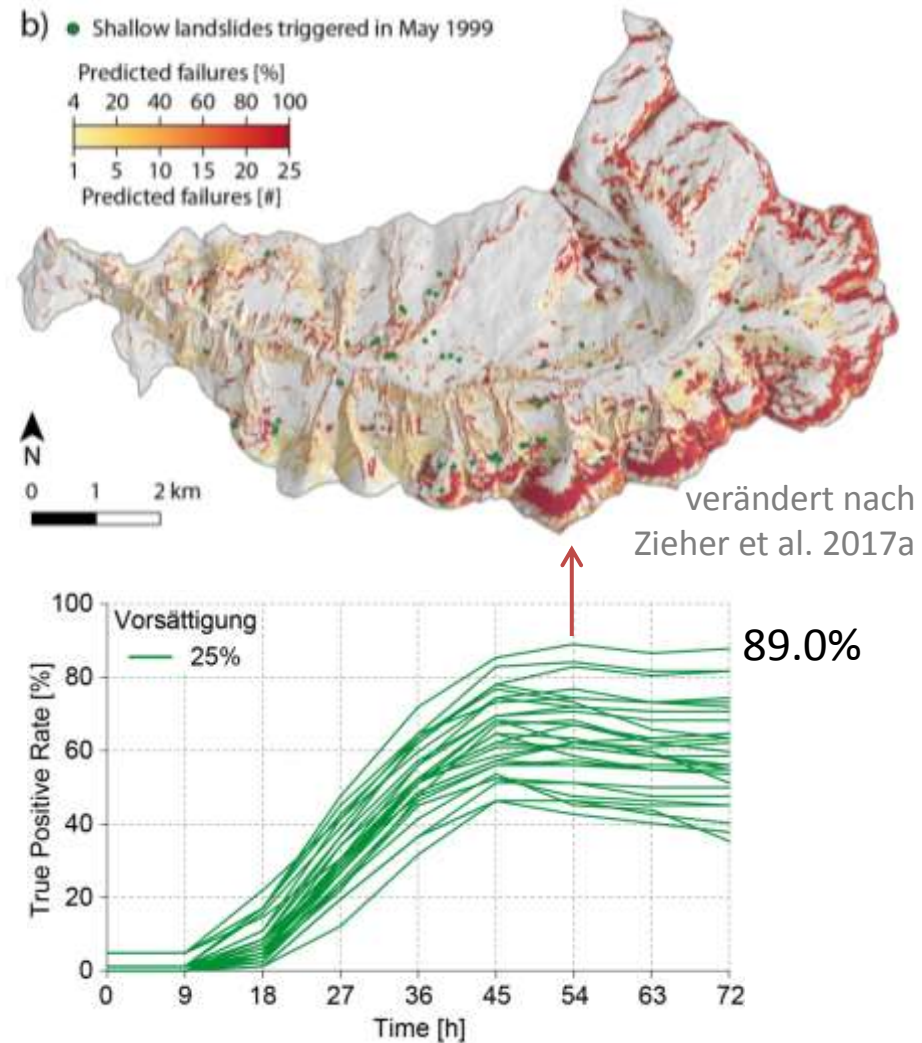 b) Shallow landslides triggered in May 1999
Predicted failures [%]
4 20 40 60 80 100
1 5 10 15 20 25
Predicted failures [#]
N
0 1 2 km
verändert nach
Zieher et al. 2017a
100
80
60
40
20
0
True Positive Rate [%]
Vorsättigung
25%
89.0%
0 9 18 27 36 45 54 63 72
Time [h]